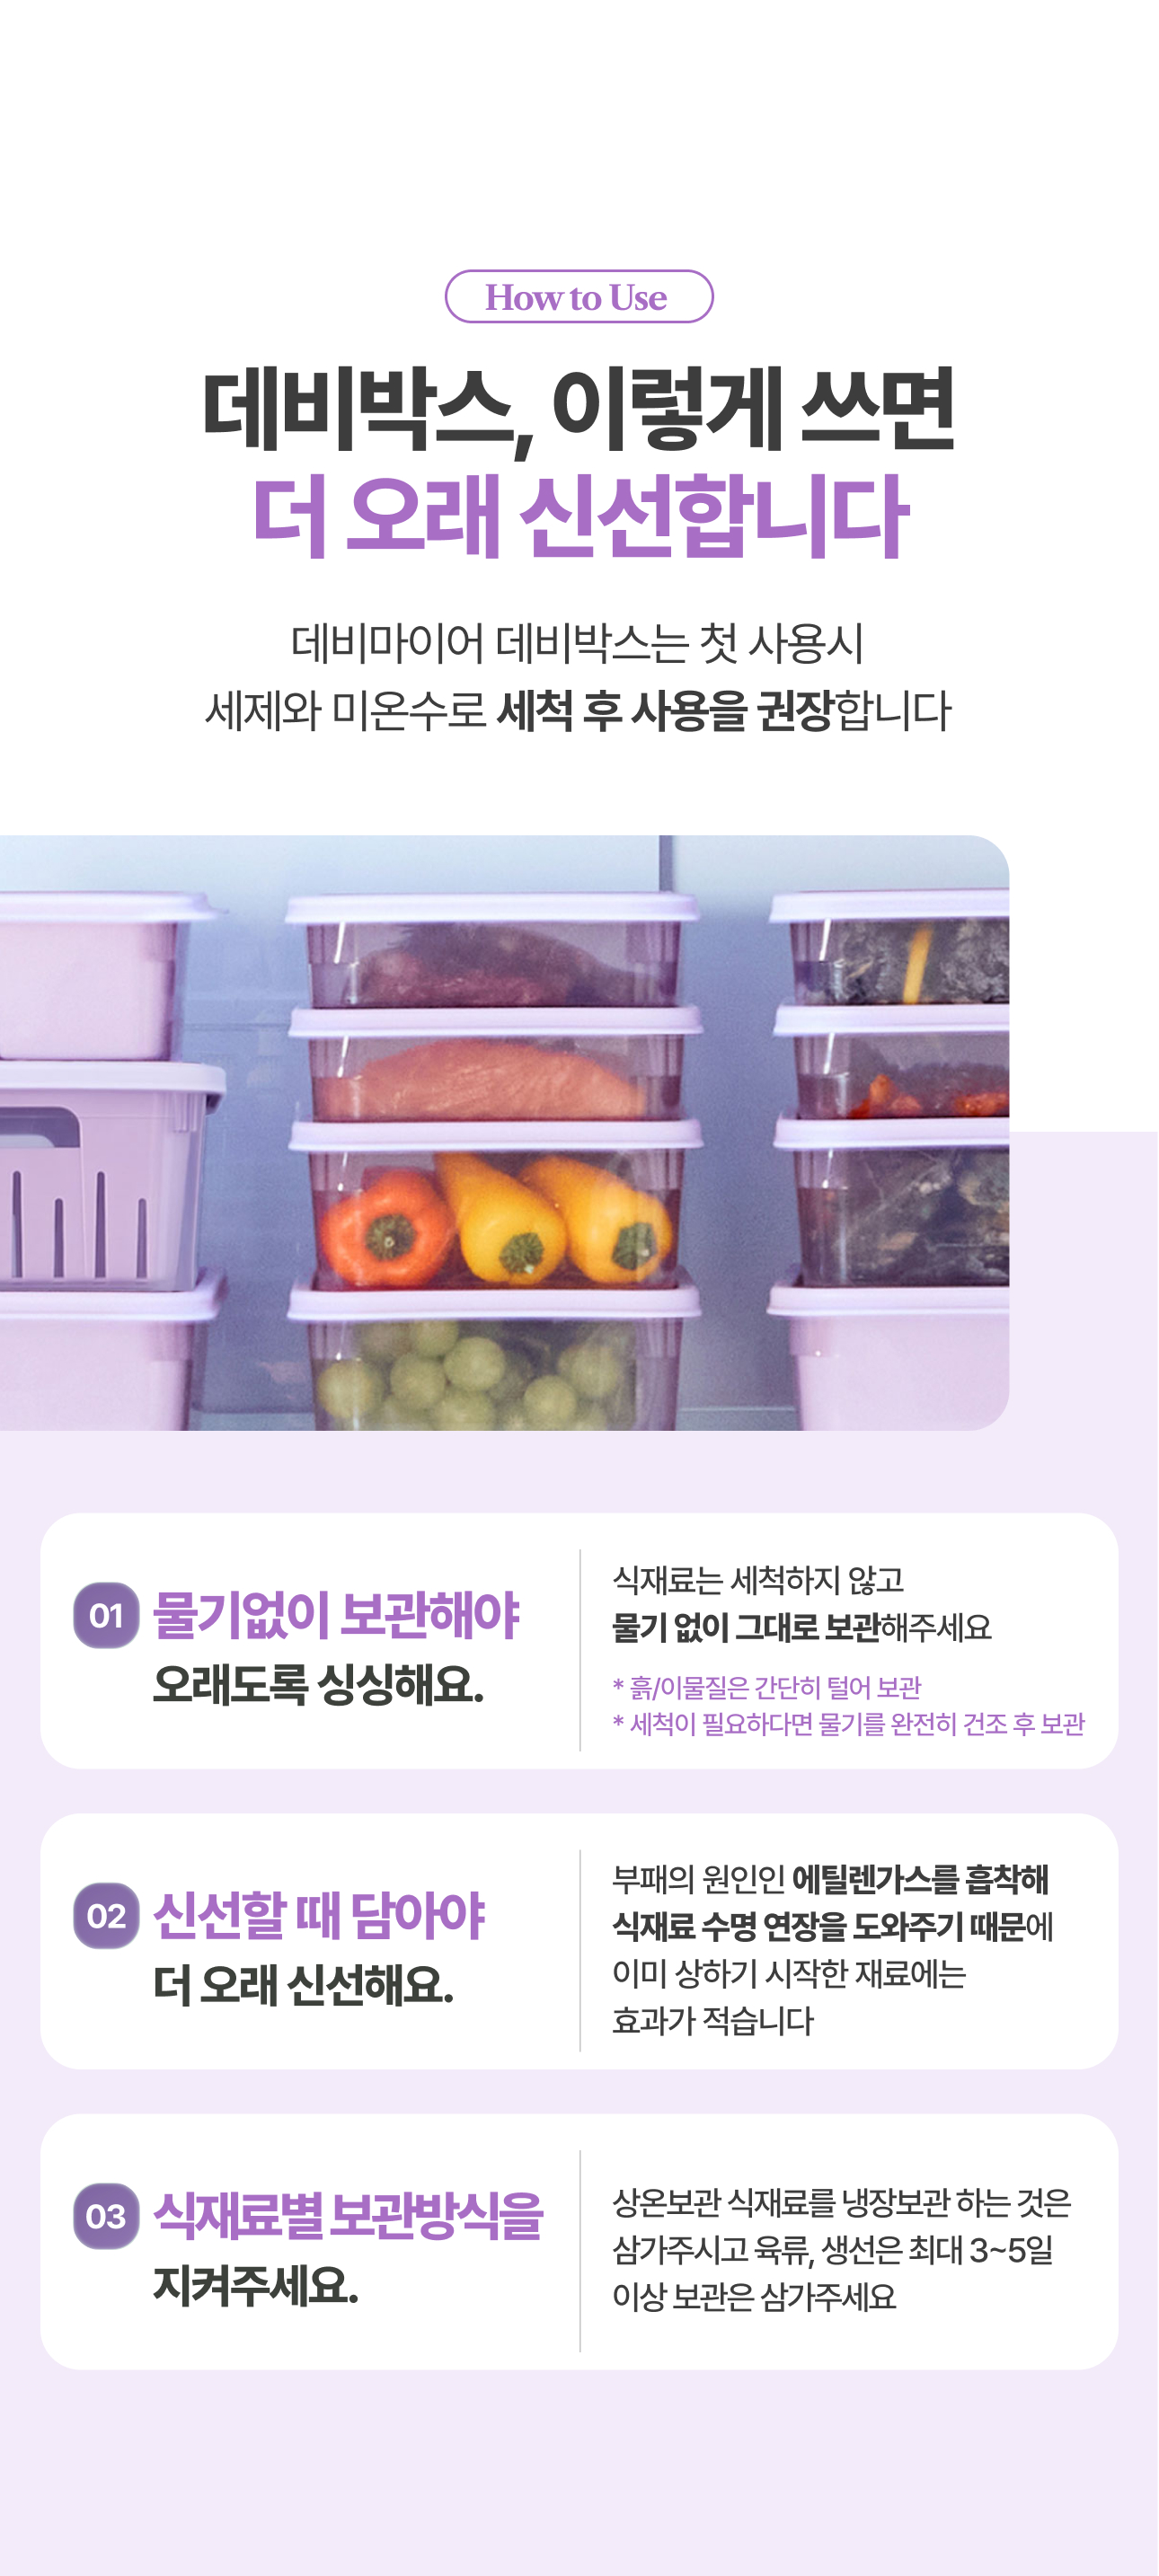 How to Use
데비박스, 이렇게 쓰면
더 오래 신선합니다
데비마이어 데비박스는 첫 사용시
세제와 미온수로 세척 후 사용을 권장합니다
01 물기없이 보관해야
오래도록 싱싱해요.
식재료는 세척하지 않고
물기 없이 그대로 보관해주세요
* 흙/이물질은 간단히 털어 보관
* 세척이 필요하다면 물기를 완전히 건조 후 보관
02 신선할 때 담아야
더 오래 신선해요.
부패의 원인인 에틸렌가스를 흡착해
식재료 수명 연장을 도와주기 때문에
이미 상하기 시작한 재료에는
효과가 적습니다
03 식재료별 보관방식을
지켜주세요.
상온보관 식재료를 냉장보관 하는 것은
삼가주시고 육류, 생선은 최대 3~5일
이상 보관은 삼가주세요